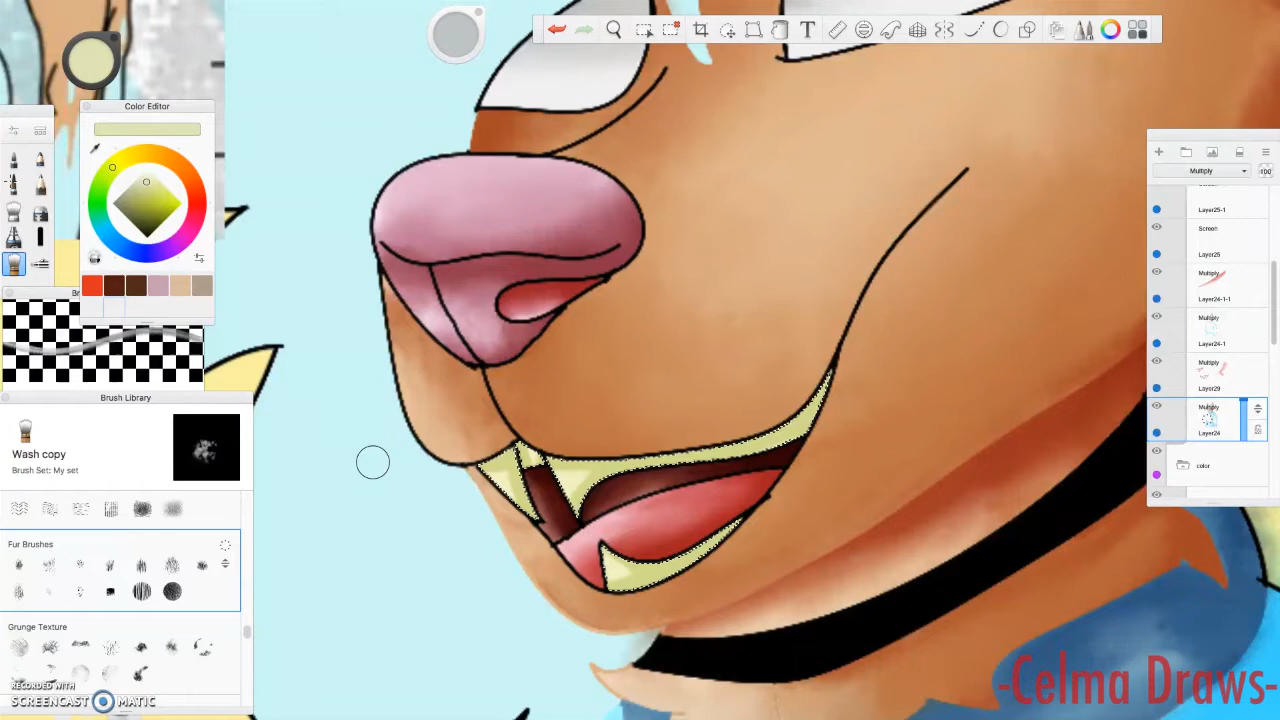 T
Color Editor
Multiply
100
Layer25-1
Screen
Layer25
Multiply
Layer24-1-1
Multiply
Layer24-1
Multiply
Layer29
Multiply
Layer24
color
Br
Brush Library
Wash copy
Brush Set: My set
Fur Brushes
Grunge Texture
RECORDED WITH
SCREENCAST MATIC
-Celma Draws-